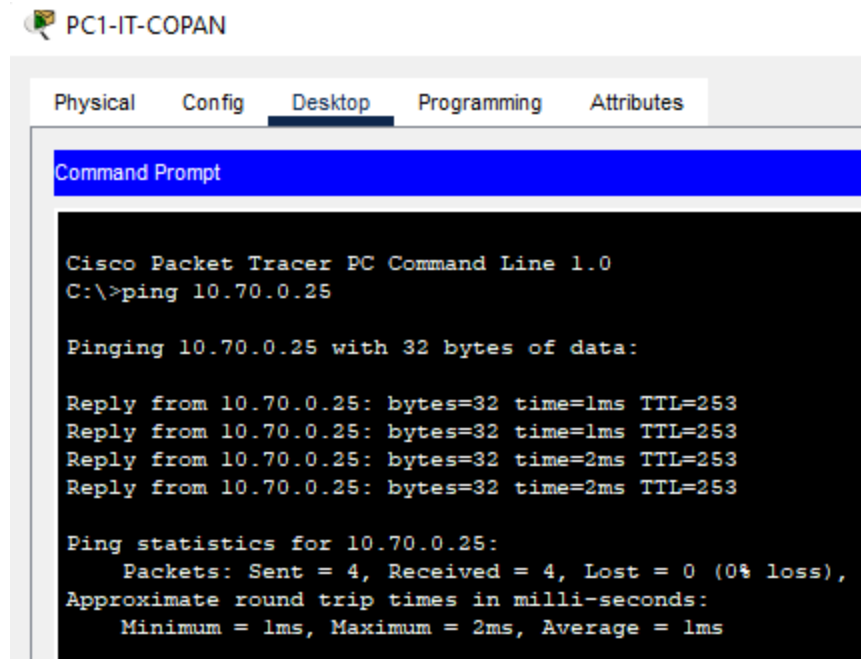 PC1-IT-COPAN
Physical Config Desktop Programming Attributes
Command Prompt
Cisco Packet Tracer PC Command Line 1.0
C:\>ping 10.70.0.25
Pinging 10.70.0.25 with 32 bytes of data:
Reply from 10.70.0.25: bytes=32 time=1ms TTL=253
Reply from 10.70.0.25: bytes=32 time=1ms TTL=253
Reply from 10.70.0.25: bytes=32 time=2ms TTL=253
Reply from 10.70.0.25: bytes=32 time=2ms TTL=253
Ping statistics for 10.70.0.25:
Packets: Sent = 4, Received = 4, Lost = 0 (0% loss),
Approximate round trip times in milli-seconds:
Minimum = 1ms, Maximum = 2ms, Average = 1ms